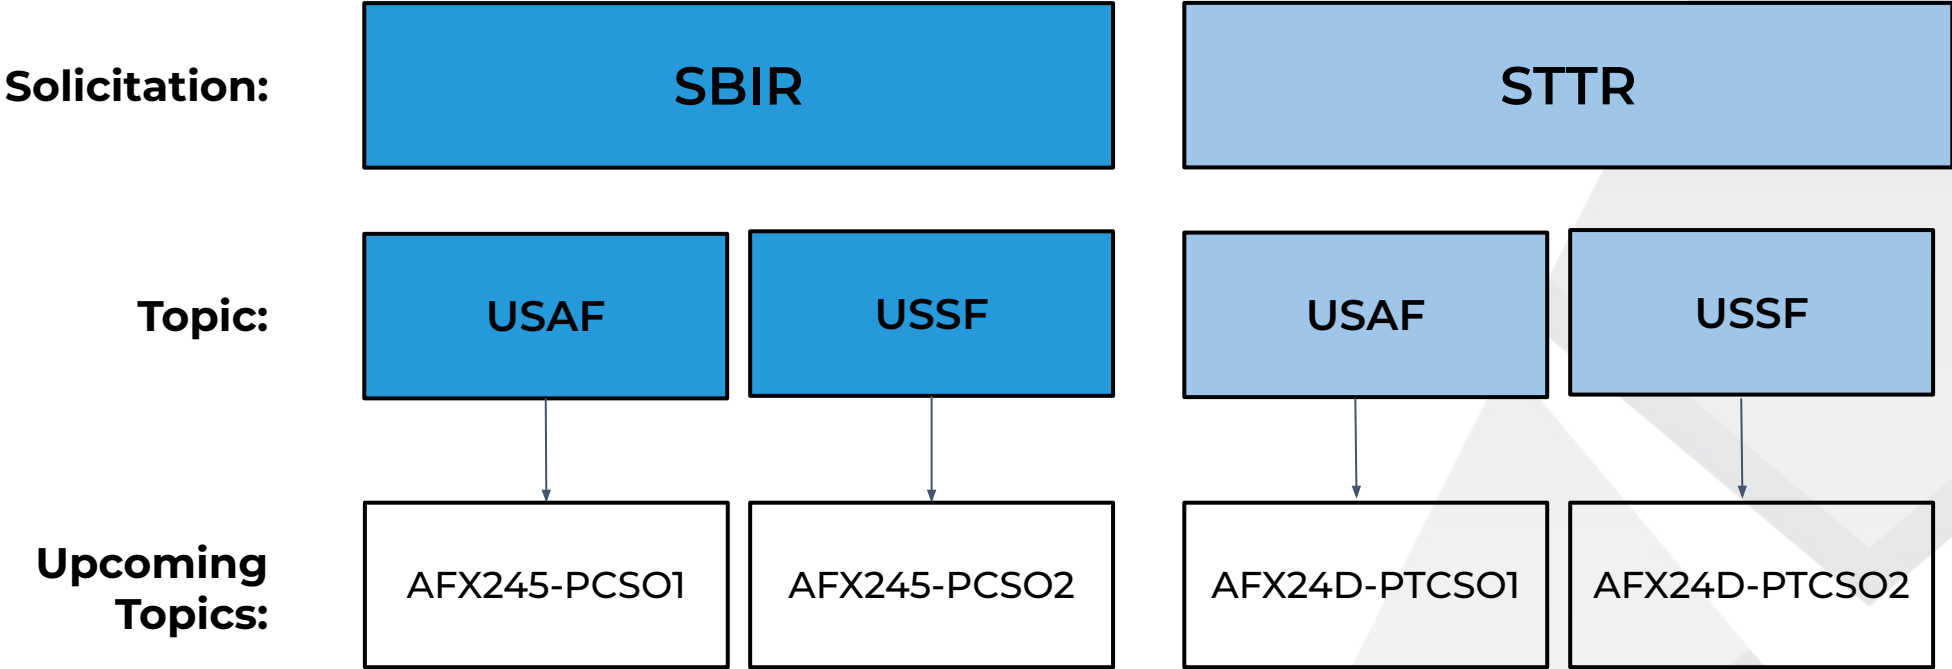 Solicitation:
SBIR
STTR
Topic:
USAF
USSF
USAF
USSF
Upcoming
Topics:
AFX245-PCSO1
AFX245-PCSO2
AFX24D-PTCSO1
AFX24D-PTCSO2